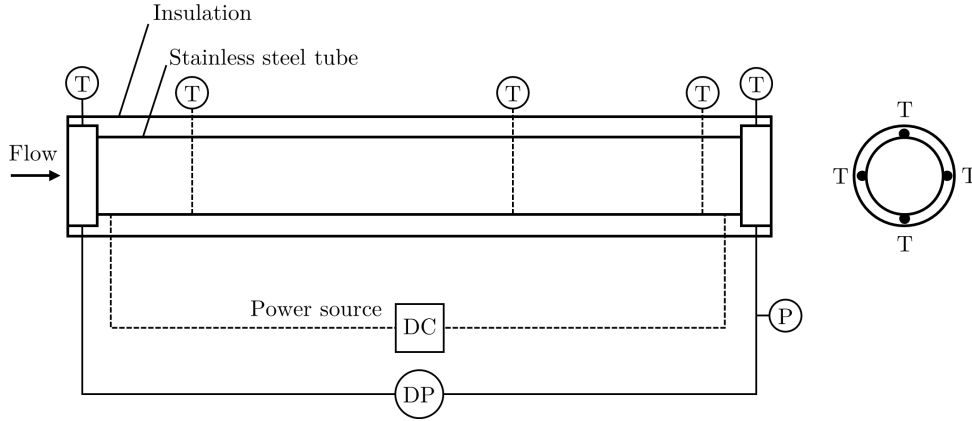 Insulation
Stainless steel tube
T
T
T
T
T
Flow
T
T
T
T
Power source
DC
P
DP